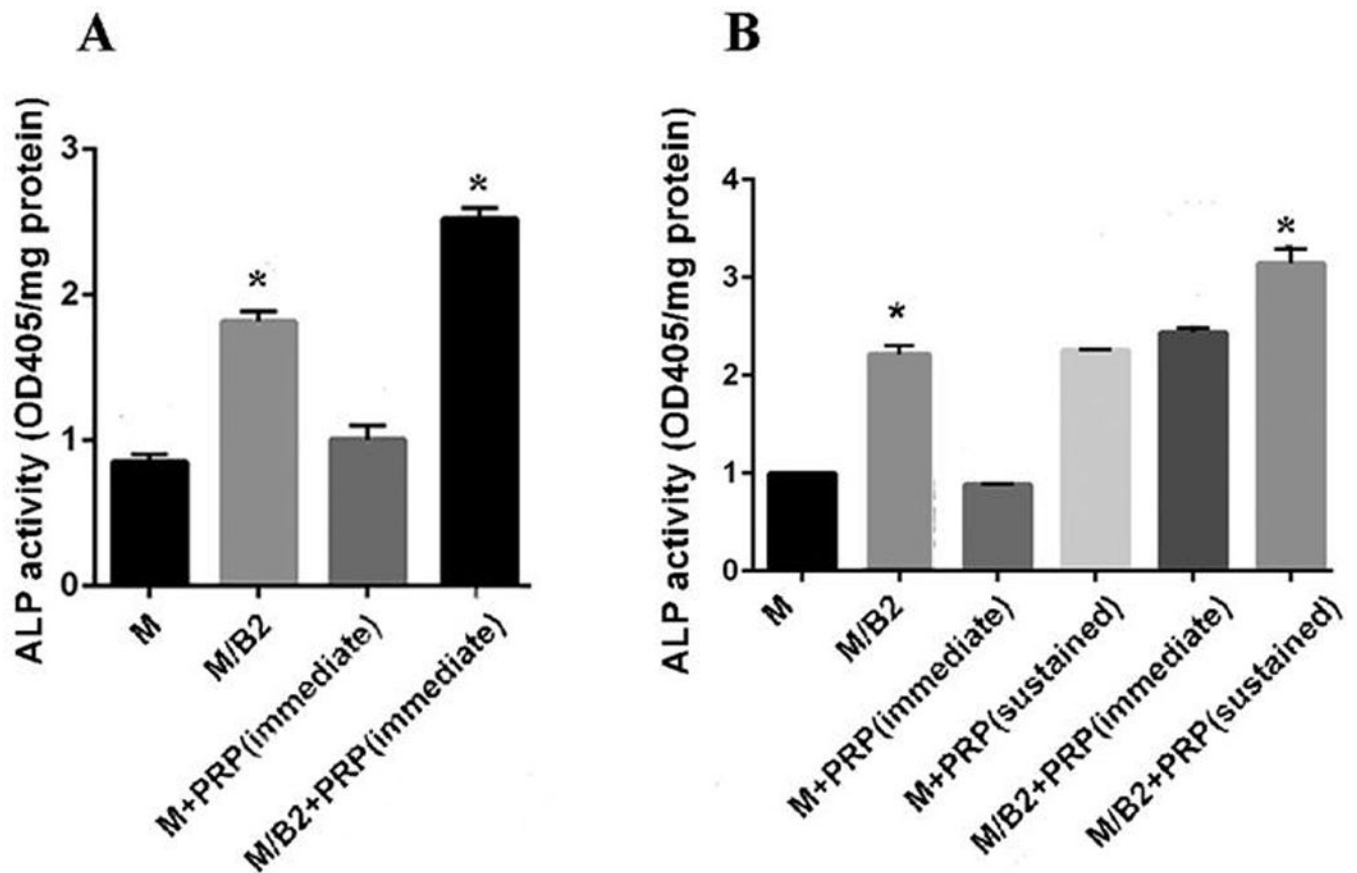 A
ALP activity (OD405/mg protein)
3
2
1
0
*
*
M
M/B2
M+PRP(immediate)
M/B2+PRP(immediate)
B
ALP activity (OD405/mg protein)
4
3
2
1
0
*
*
M
M/B2
M+PRP(immediate)
M+PRP(sustained)
M/B2+PRP(immediate)
M/B2+PRP(sustained)